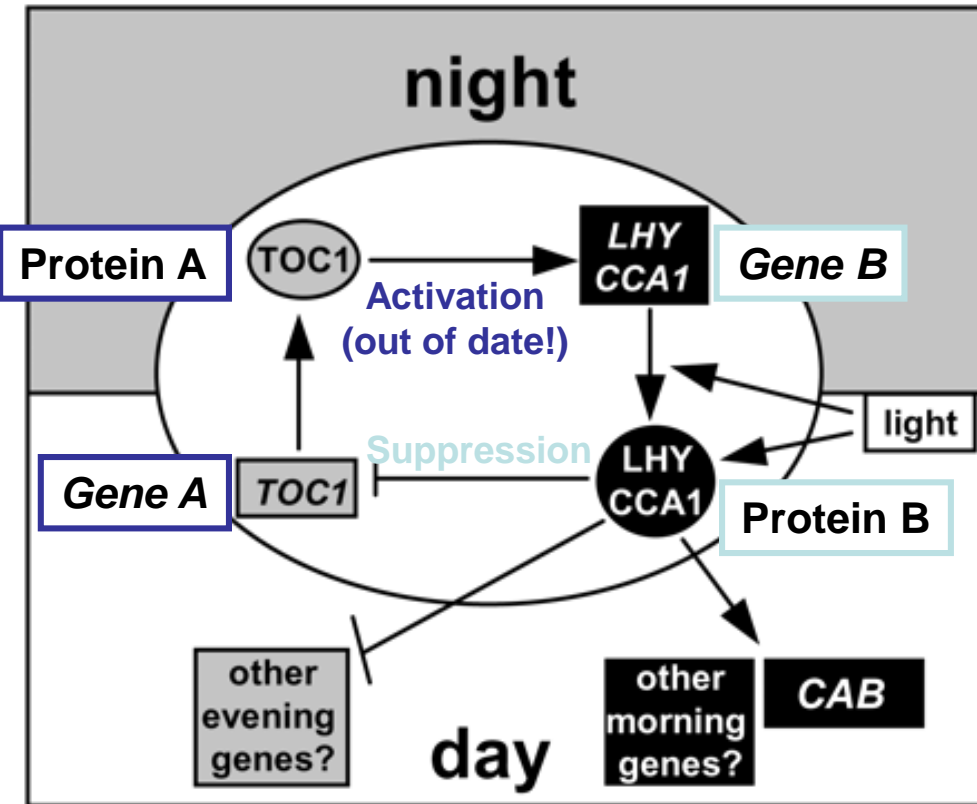 night
Protein A
TOC1
LHY
CCA1
Gene B
Activation
(out of date!)
light
Suppression
Gene A
TOC1
LHY
CCA1
Protein B
other
evening
genes?
day
other
morning
genes?
CAB